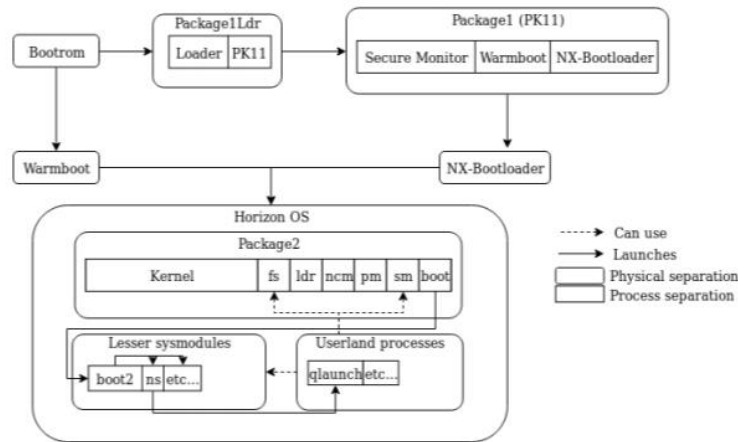 Package1Ldr
Package1 (PK11)
Bootrom
Loader PK11
Secure Monitor Warmboot NX-Bootloader
Warmboot
NX-Bootloader
Horizon OS
Package2
Kernel fs ldr ncm pm sm boot
Lesser sysmodules
boot2 ns etc...
Userland processes
qlaunch etc...
Can use
Launches
Physical separation
Process separation